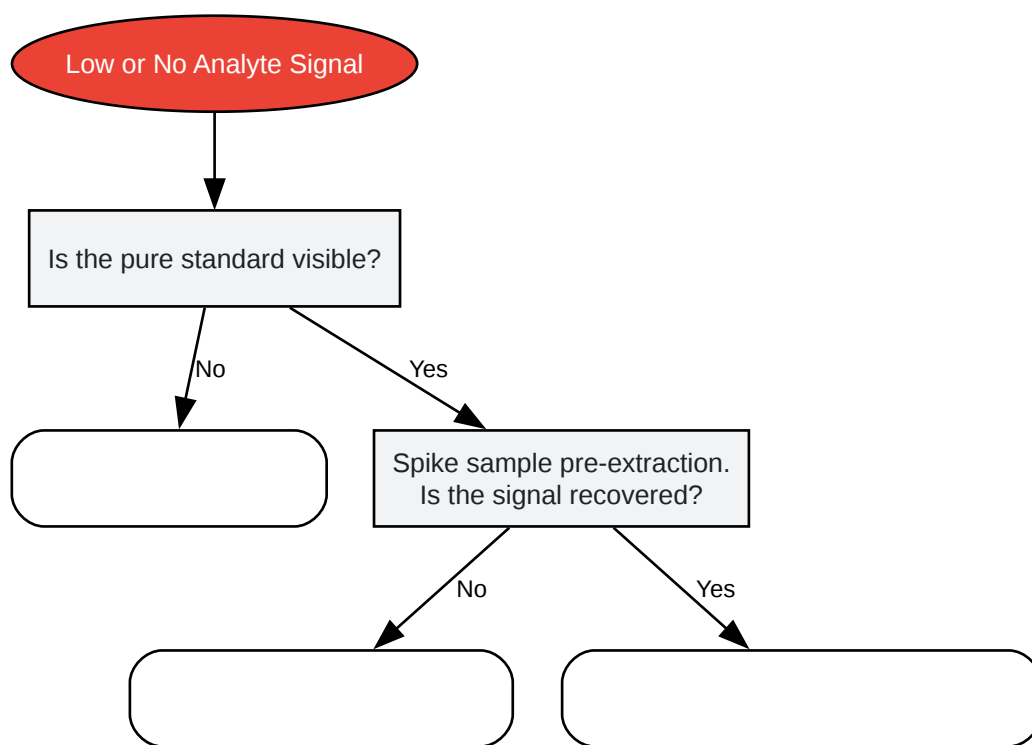 Low or No Analyte Signal
Is the pure standard visible?
No
Yes
Spike sample pre-extraction.
Is the signal recovered?
No
Yes